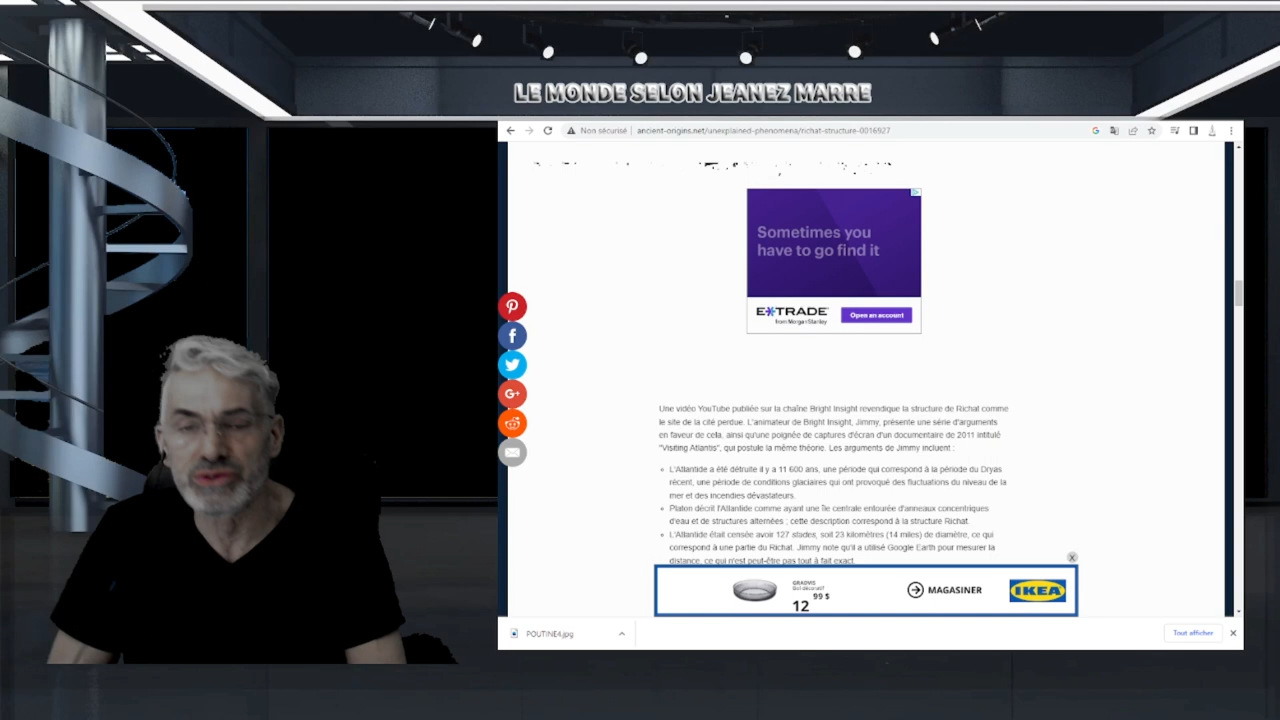 LE MONDE SELON JEANEZ MARRE
Non sécurisé | ancient-origins.net/unexplained-phenomena/richat-structure-0016927
Sometimes you
have to go find it
E*TRADE
from Morgan Stanley
Open an account
Une vidéo YouTube publiée sur la chaîne Bright Insight revendique la structure de Richat comme
le site de la cité perdue. L'animateur de Bright Insight, Jimmy, présente une série d'arguments
en faveur de cela, ainsi qu'une poignée de captures d'écran d'un documentaire de 2011 intitulé
"Visiting Atlantis", qui postule la même théorie. Les arguments de Jimmy incluent :
L'Atlantide a été détruite il y a 11 600 ans, une période qui correspond à la période du Dryas
récent, une période de conditions glaciaires qui ont provoqué des fluctuations du niveau de la
mer et des incendies dévastateurs.
Platon décrit l'Atlantide comme ayant une île centrale entourée d'anneaux concentriques
d'eau et de structures alternées ; cette description correspond à la structure Richat.
L'Atlantide était censée avoir 127 stades, soit 23 kilomètres (14 miles) de diamètre, ce qui
correspond à une partie du Richat. Jimmy note qu'il a utilisé Google Earth pour mesurer la
distance, ce qui n'est peut-être pas tout à fait exact.
GRADVIS
Bol décoratif
12 99 $
MAGASINER
IKEA
POUTINE4.jpg
Tout afficher